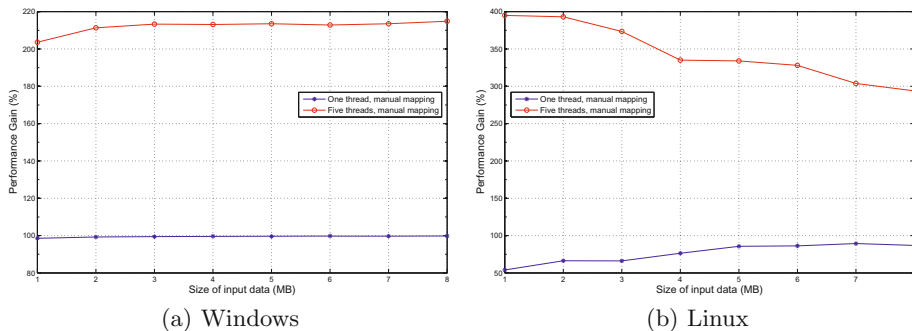 220
200
180
160
140
120
100
80
Performance Gain (%)
One thread, manual mapping
Five threads, manual mapping
1 2 3 4 5 6 7 8
Size of input data (MB)
(a) Windows
400
350
300
250
200
150
100
50
Performance Gain (%)
One thread, manual mapping
Five threads, manual mapping
1 2 3 4 5 6 7
Size of input data (MB)
(b) Linux